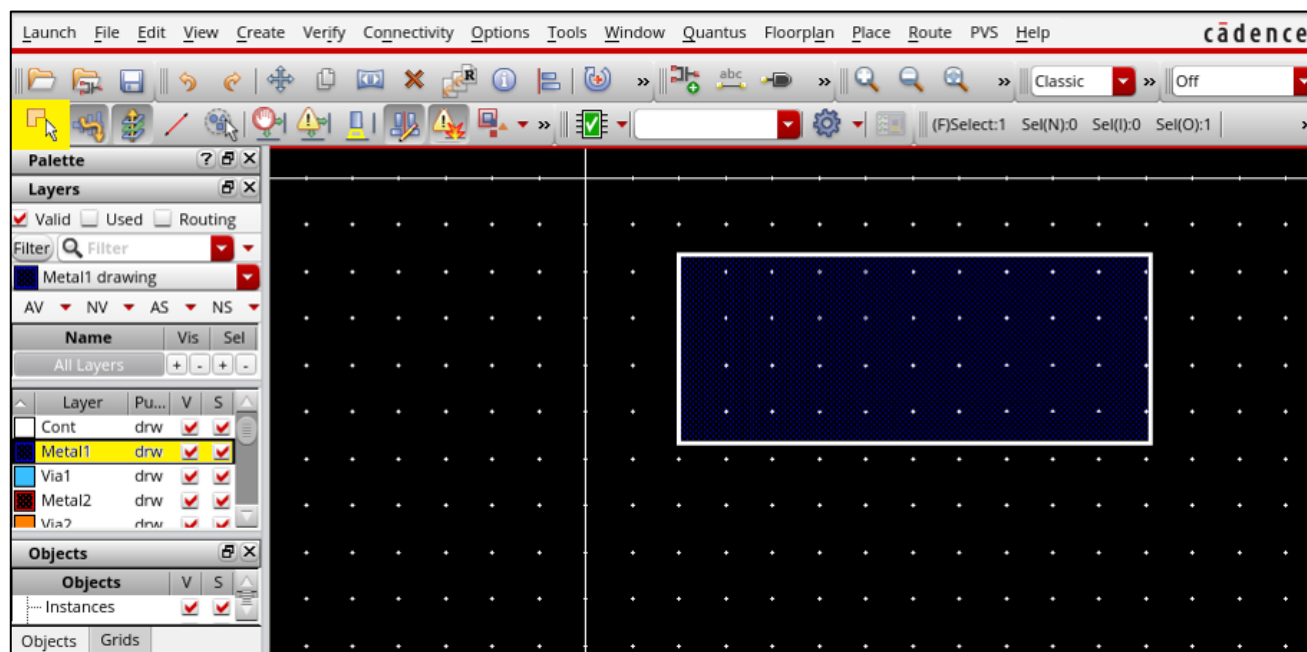 Launch File Edit View Create Verify Connectivity Options Tools Window Quantus Floorplan Place Route PVS Help cādence
R abc » » » Classic » Off
» (F)Select:1 Sel(N):0 Sel(I):0 Sel(O):1 »
Palette ?
Layers
Valid Used Routing
Filter Filter
Metal1 drawing
AV NV AS NS
Name Vis Sel
All Layers + - + -
Layer Pu... V S
Cont drw
Metal1 drw
Via1 drw
Metal2 drw
Via2 drw
Objects
Objects V S
Instances
Objects Grids